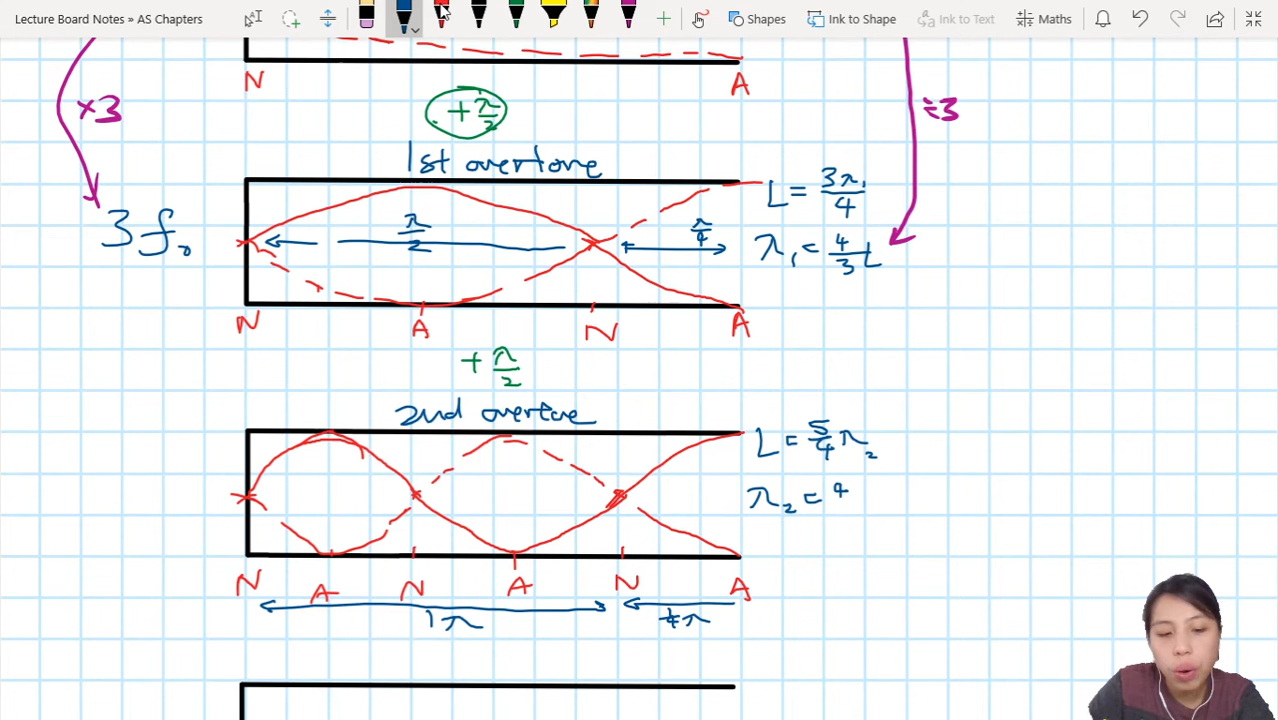 Lecture Board Notes » AS Chapters
Shapes
Ink to Shape
Ink to Text
Maths
N A
×3
+ λ/2
÷3
1st overtone
3f₀
λ/2
λ/4
L = 3λ₁/4
λ₁ = 4/3 L
N A N A
+ λ/2
2nd overtone
L = 5/4 λ₂
λ₂ = 4
N A N A N A
1λ
¼λ